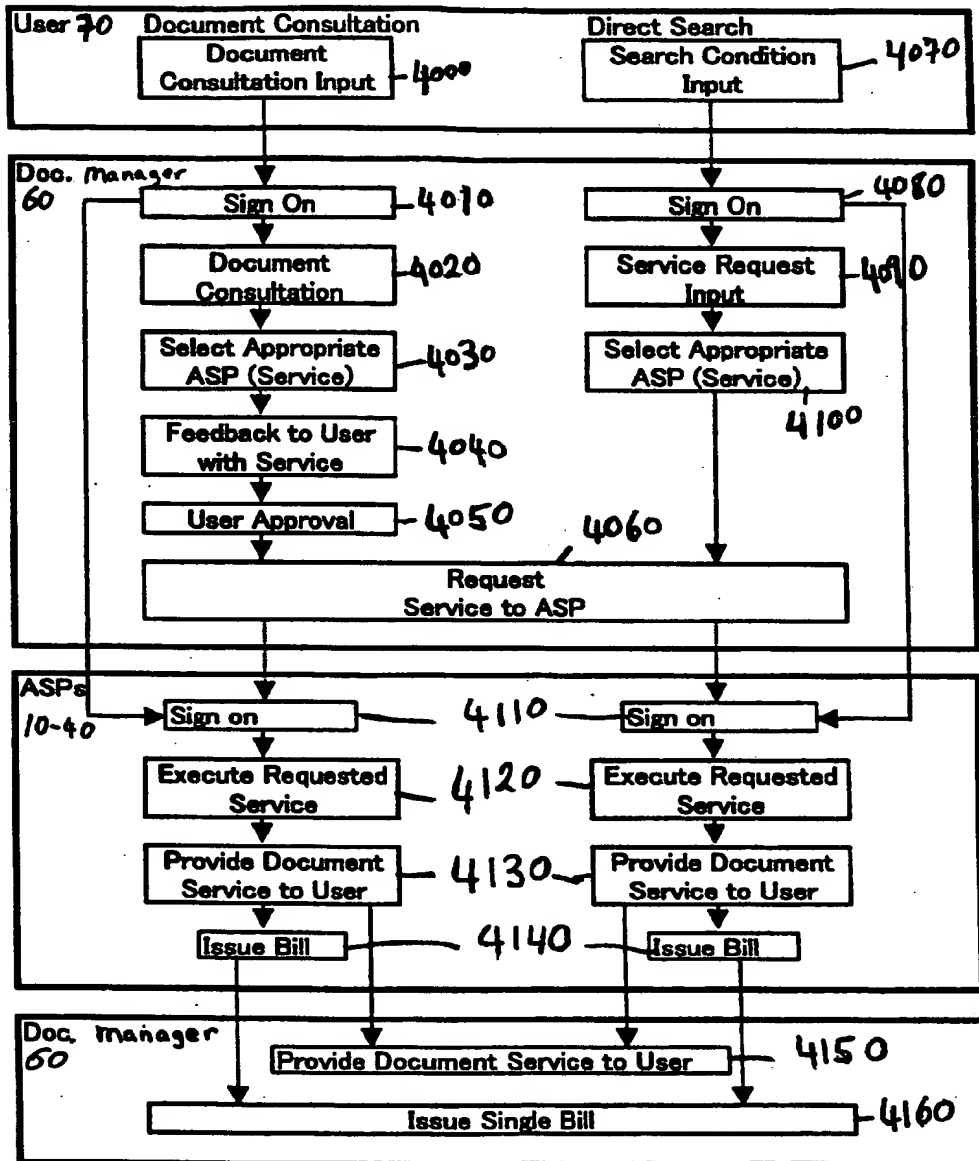 User 70
Document Consultation
Direct Search
Document
Consultation Input
4000
Search Condition
Input
4070
Doc. manager
60
Sign On
4010
Sign On
4080
Document
Consultation
4020
Service Request
Input
4090
Select Appropriate
ASP (Service)
4030
Select Appropriate
ASP (Service)
4100
Feedback to User
with Service
4040
User Approval
4050
4060
Request
Service to ASP
ASPs
10-40
Sign on
4110
Sign on
Execute Requested
Service
4120
Execute Requested
Service
Provide Document
Service to User
4130
Provide Document
Service to User
Issue Bill
4140
Issue Bill
Doc. manager
60
Provide Document Service to User
4150
Issue Single Bill
4160